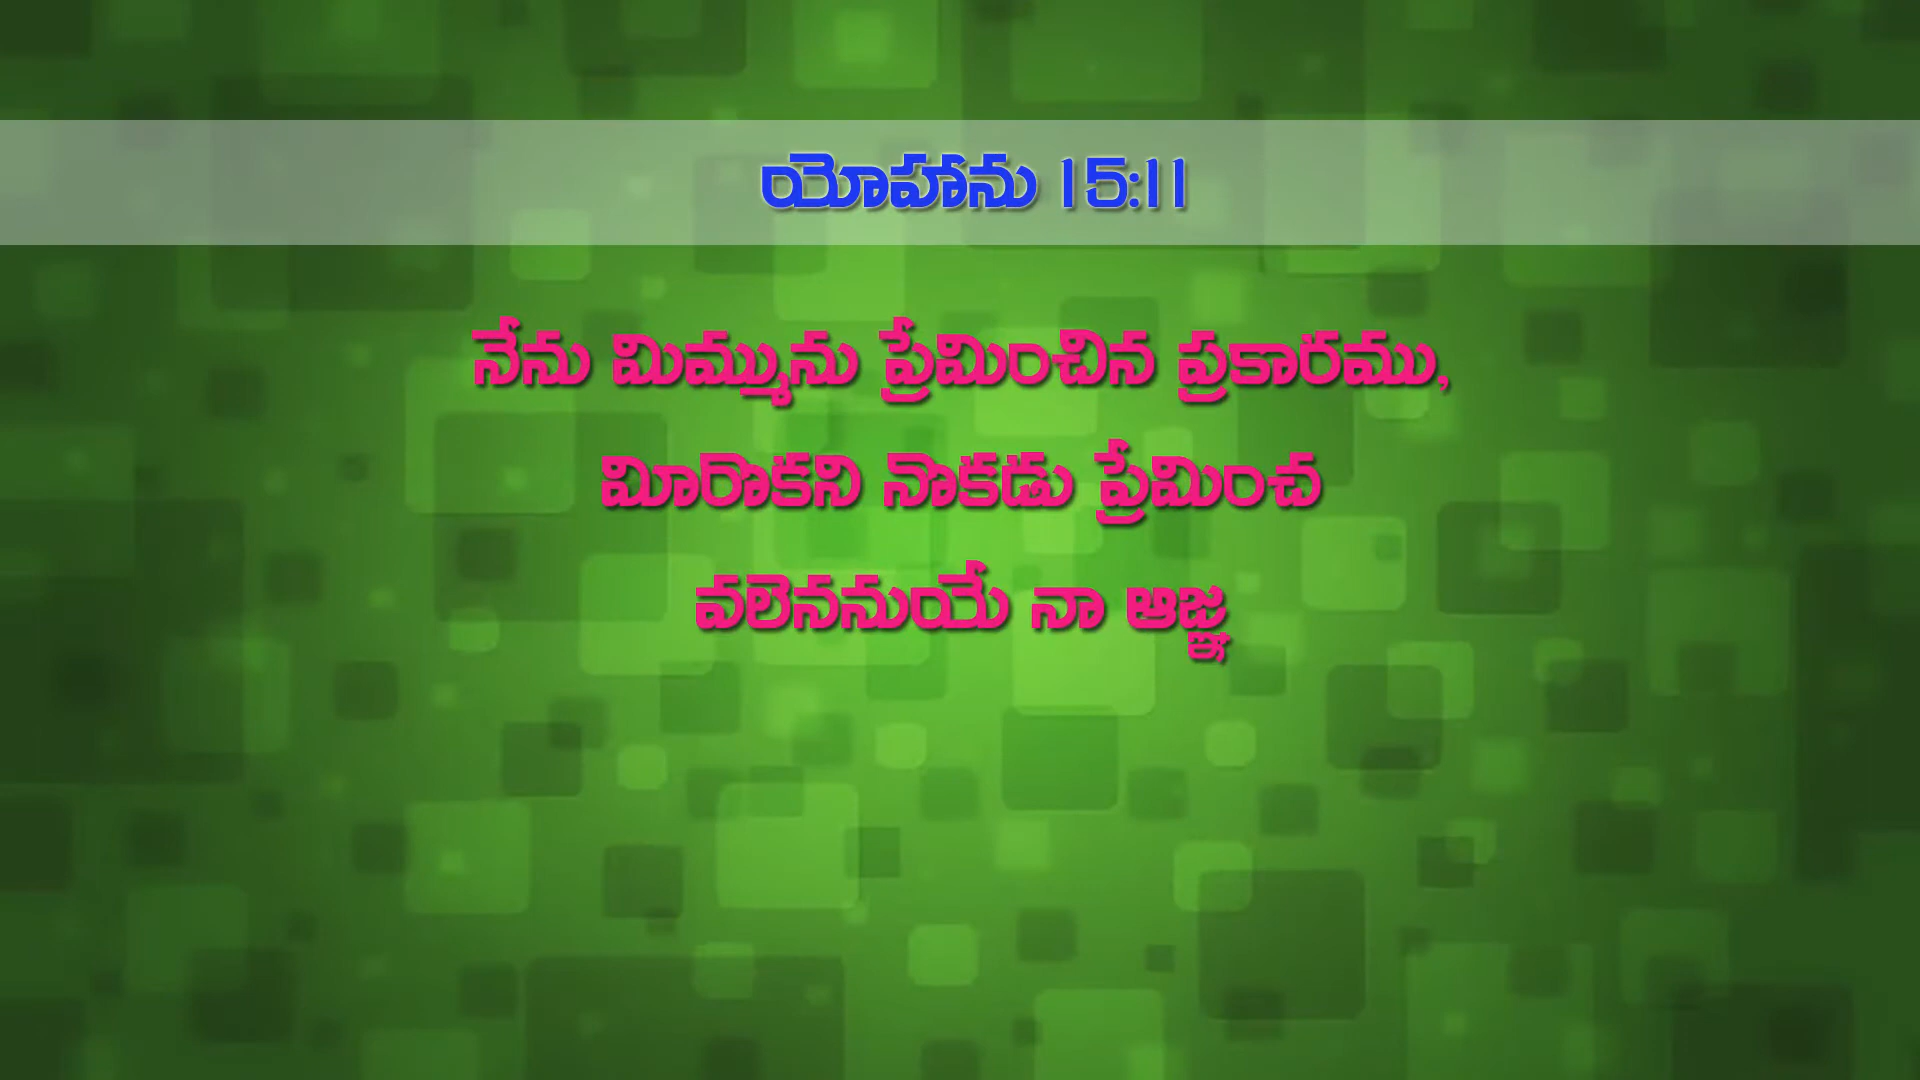 యోహాను 15:11
నేను మిమ్మును ప్రేమించిన ప్రకారము,
మీరొకని నొకడు ప్రేమించ
వలెననుయే నా ఆజ్ఞ